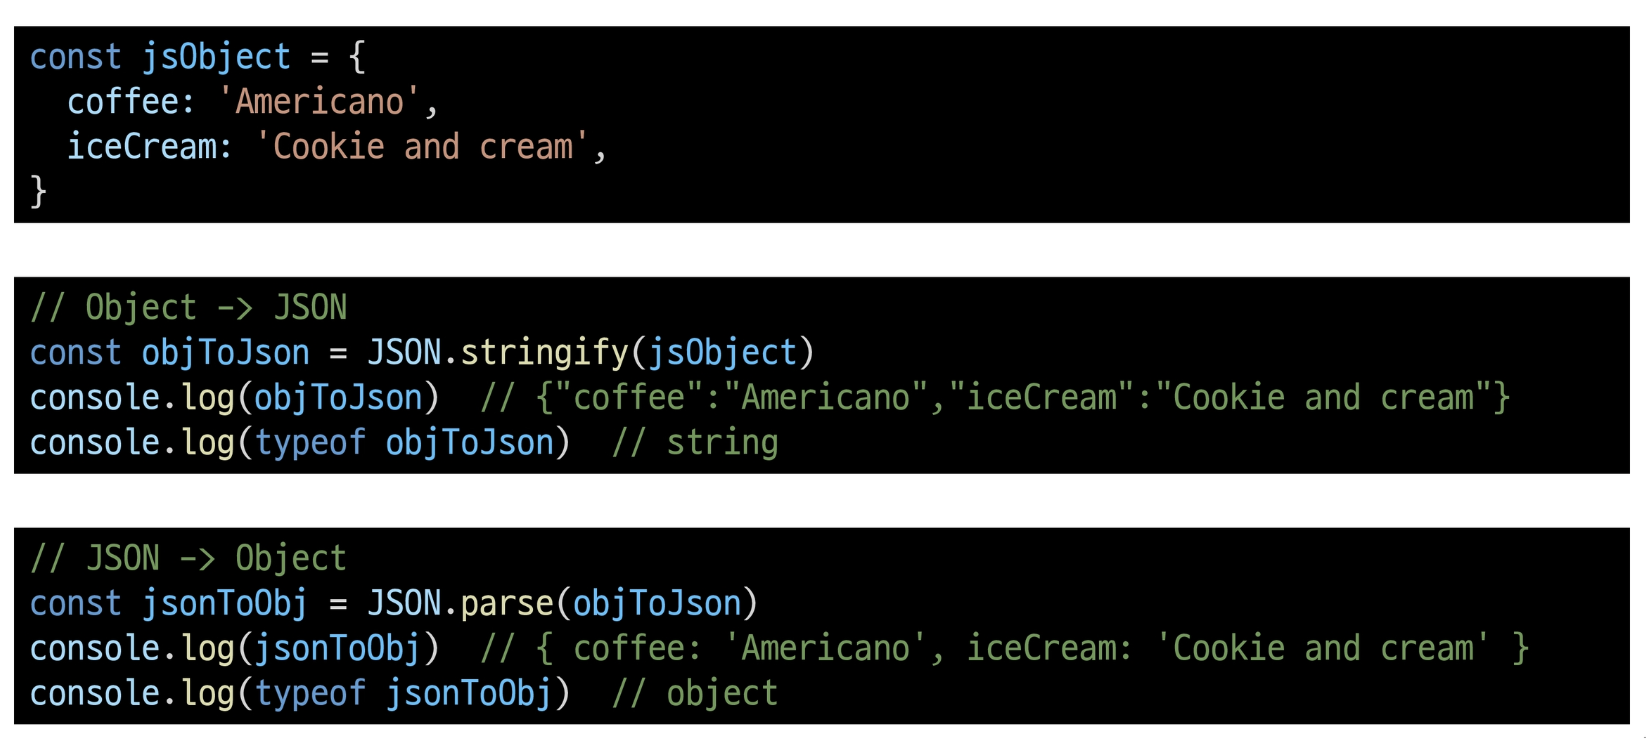 const jsObject = {
  coffee: 'Americano',
  iceCream: 'Cookie and cream',
}
// Object -> JSON
const objToJson = JSON.stringify(jsObject)
console.log(objToJson)  // {"coffee":"Americano","iceCream":"Cookie and cream"}
console.log(typeof objToJson)  // string
// JSON -> Object
const jsonToObj = JSON.parse(objToJson)
console.log(jsonToObj)  // { coffee: 'Americano', iceCream: 'Cookie and cream' }
console.log(typeof jsonToObj)  // object